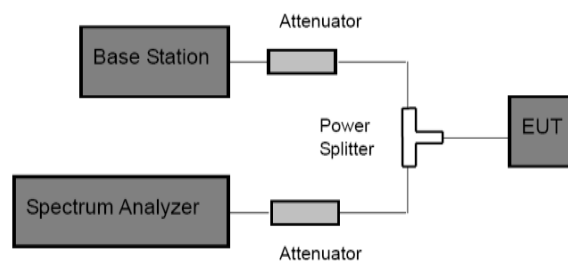 Attenuator
Base Station
Power
Splitter
EUT
Spectrum Analyzer
Attenuator